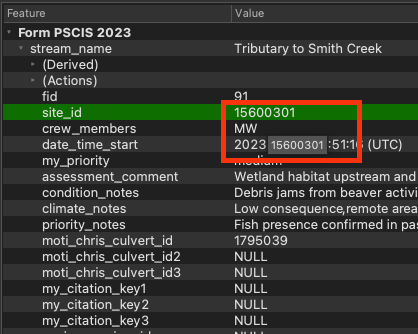 Feature Value
Form PSCIS 2023
stream_name Tributary to Smith Creek
(Derived)
(Actions)
fid 91
site_id 15600301
crew_members MW
date_time_start 2023 15600301 :51:16 (UTC)
my_priority medium
assessment_comment Wetland habitat upstream and
condition_notes Debris jams from beaver activi
climate_notes Low consequence,remote area
priority_notes Fish presence confirmed in pas
moti_chris_culvert_id 1795039
moti_chris_culvert_id2 NULL
moti_chris_culvert_id3 NULL
my_citation_key1 NULL
my_citation_key2 NULL
my_citation_key3 NULL